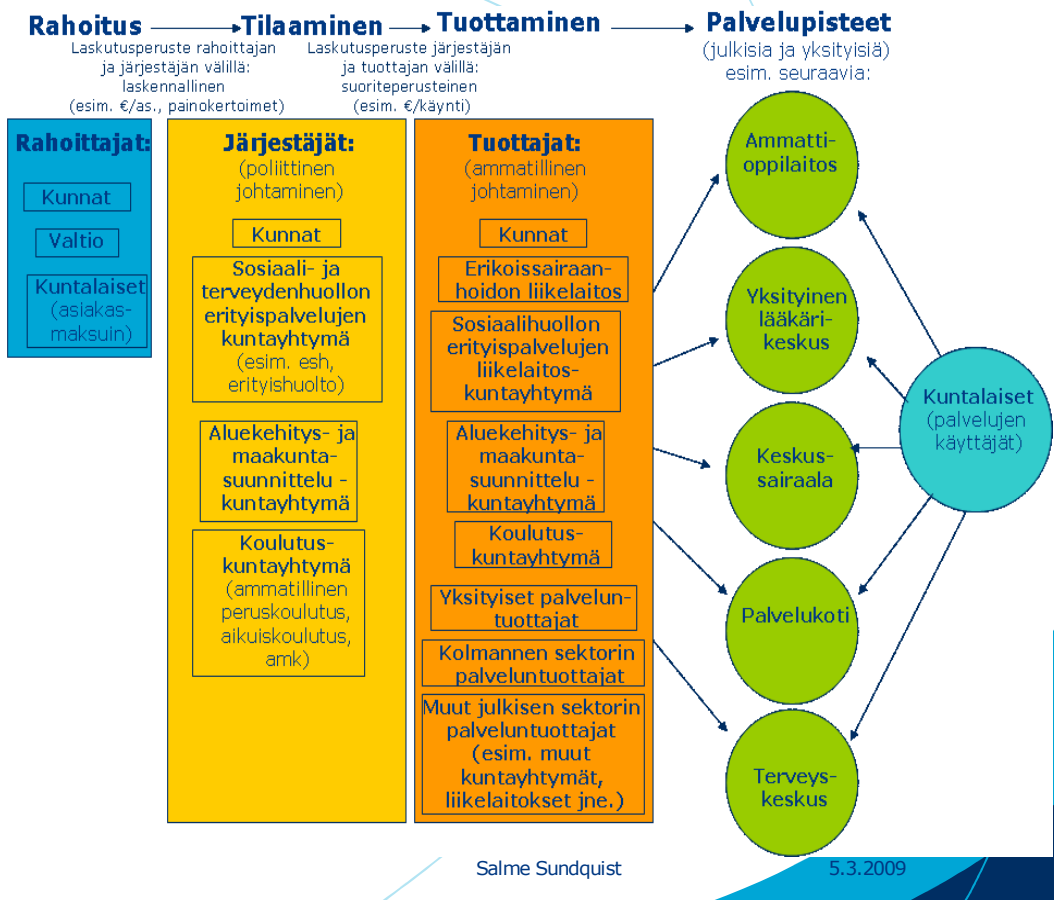 Rahoitus
Tilaaminen
Tuottaminen
Palvelupisteet
Laskutusperuste rahoittajan
ja järjestäjän välillä:
laskennallinen
(esim. €/as., painokertoimet)
Laskutusperuste järjestäjän
ja tuottajan välillä:
suoriteperusteinen
(esim. €/käynti)
(julkisia ja yksityisiä)
esim. seuraavia:
Rahoittajat:
Kunnat
Valtio
Kuntalaiset
(asiakas-
maksuin)
Järjestäjät:
(poliittinen
johtaminen)
Kunnat
Sosiaali- ja
terveydenhuollon
erityispalvelujen
kuntayhtymä
(esim. esh,
erityishuolto)
Aluekehitys- ja
maakunta-
suunnittelu -
kuntayhtymä
Koulutus-
kuntayhtymä
(ammatillinen
peruskoulutus,
aikuiskoulutus,
amk)
Tuottajat:
(ammatillinen
johtaminen)
Kunnat
Erikoissairaan-
hoidon liikelaitos
Sosiaalihuollon
erityispalvelujen
liikelaitos-
kuntayhtymä
Aluekehitys- ja
maakunta-
suunnittelu -
kuntayhtymä
Koulutus-
kuntayhtymä
Yksityiset palvelun-
tuottajat
Kolmannen sektorin
palveluntuottajat
Muut julkisen sektorin
palveluntuottajat
(esim. muut
kuntayhtymät,
liikelaitokset jne.)
Ammatti-
oppilaitos
Yksityinen
lääkäri-
keskus
Keskus-
sairaala
Palvelukoti
Terveys-
keskus
Kuntalaiset
(palvelujen
käyttäjät)
Salme Sundquist
5.3.2009